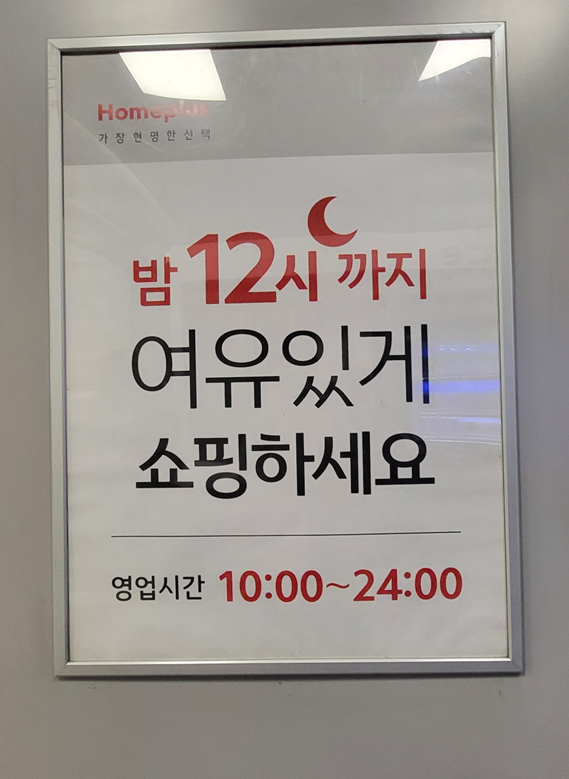 Homeplus
가장현명한선택
밤 12시 까지
여유있게
쇼핑하세요
영업시간 10:00~24:00